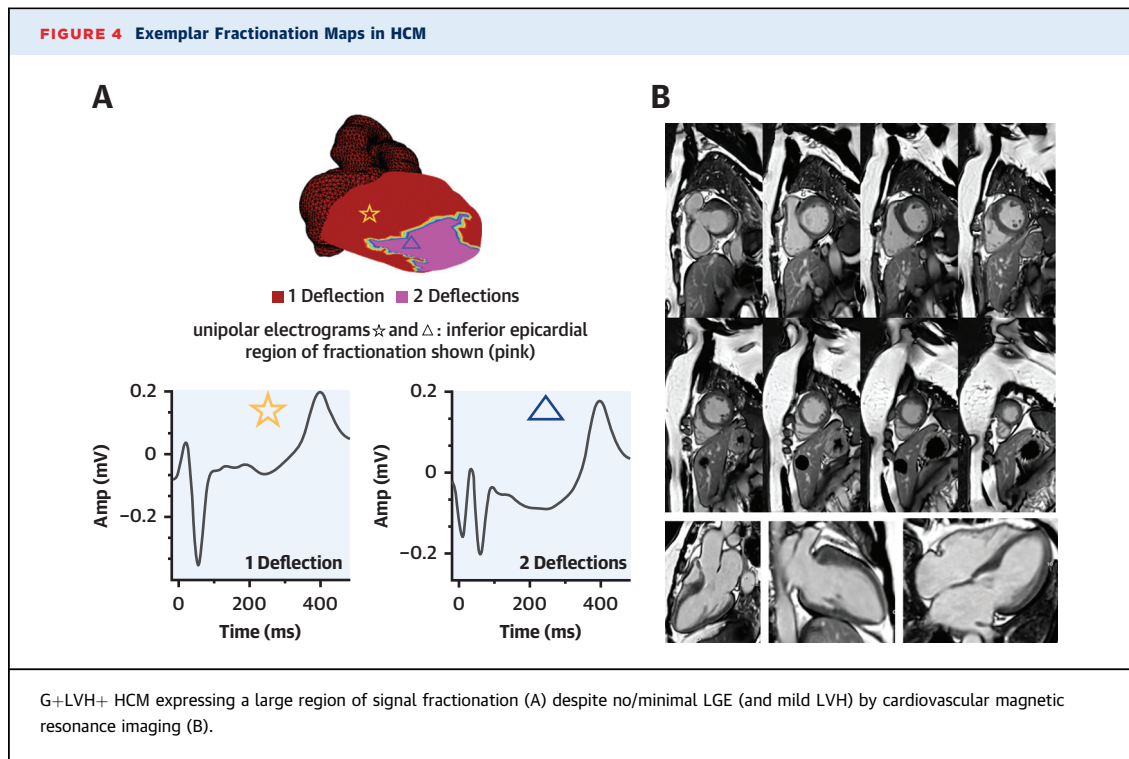 FIGURE 4 Exemplar Fractionation Maps in HCM
A
B
■ 1 Deflection ■ 2 Deflections
unipolar electrograms ☆ and △ : inferior epicardial
region of fractionation shown (pink)
0.2
0
−0.2
Amp (mV)
1 Deflection
0 200 400
Time (ms)
0.2
0
−0.2
Amp (mV)
2 Deflections
0 200 400
Time (ms)
G+LVH+ HCM expressing a large region of signal fractionation (A) despite no/minimal LGE (and mild LVH) by cardiovascular magnetic
resonance imaging (B).